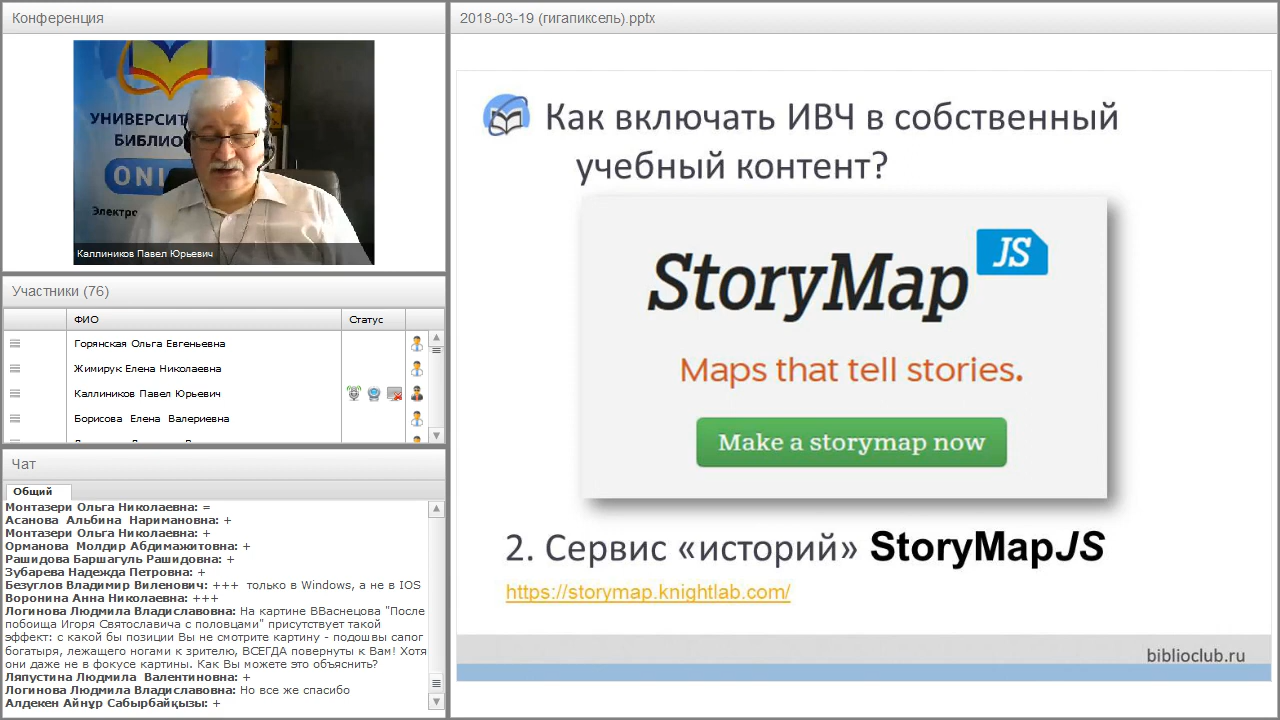 Конференция
УНИВЕРСИТ
БИБЛИО
ONL
Электро
Каллиников Павел Юрьевич
Участники (76)
ФИО
Статус
Горянская Ольга Евгеньевна
Жимирук Елена Николаевна
Каллиников Павел Юрьевич
Борисова Елена Валериевна
Чат
Общий
Монтазери Ольга Николаевна: =
Асанова Альбина Наримановна: +
Монтазери Ольга Николаевна: +
Орманова Молдир Абдимажитовна: +
Рашидова Баршагуль Рашидовна: +
Зубарева Надежда Петровна: +
Безуглов Владимир Виленович: +++ только в Windows, а не в IOS
Воронина Анна Николаевна: +++
Логинова Людмила Владиславовна: На картине ВВаснецова "После
побоища Игоря Святославича с половцами" присутствует такой
эффект: с какой бы позиции Вы не смотрите картину - подошвы сапог
богатыря, лежащего ногами к зрителю, ВСЕГДА повернуты к Вам! Хотя
они даже не в фокусе картины. Как Вы можете это объяснить?
Ляпустина Людмила Валентиновна: +
Логинова Людмила Владиславовна: Но все же спасибо
Алдекен Айнұр Сабырбайқызы: +
2018-03-19 (гигапиксель).pptx
Как включать ИВЧ в собственный
учебный контент?
StoryMap JS
Maps that tell stories.
Make a storymap now
2. Сервис «историй» StoryMapJS
https://storymap.knightlab.com/
biblioclub.ru